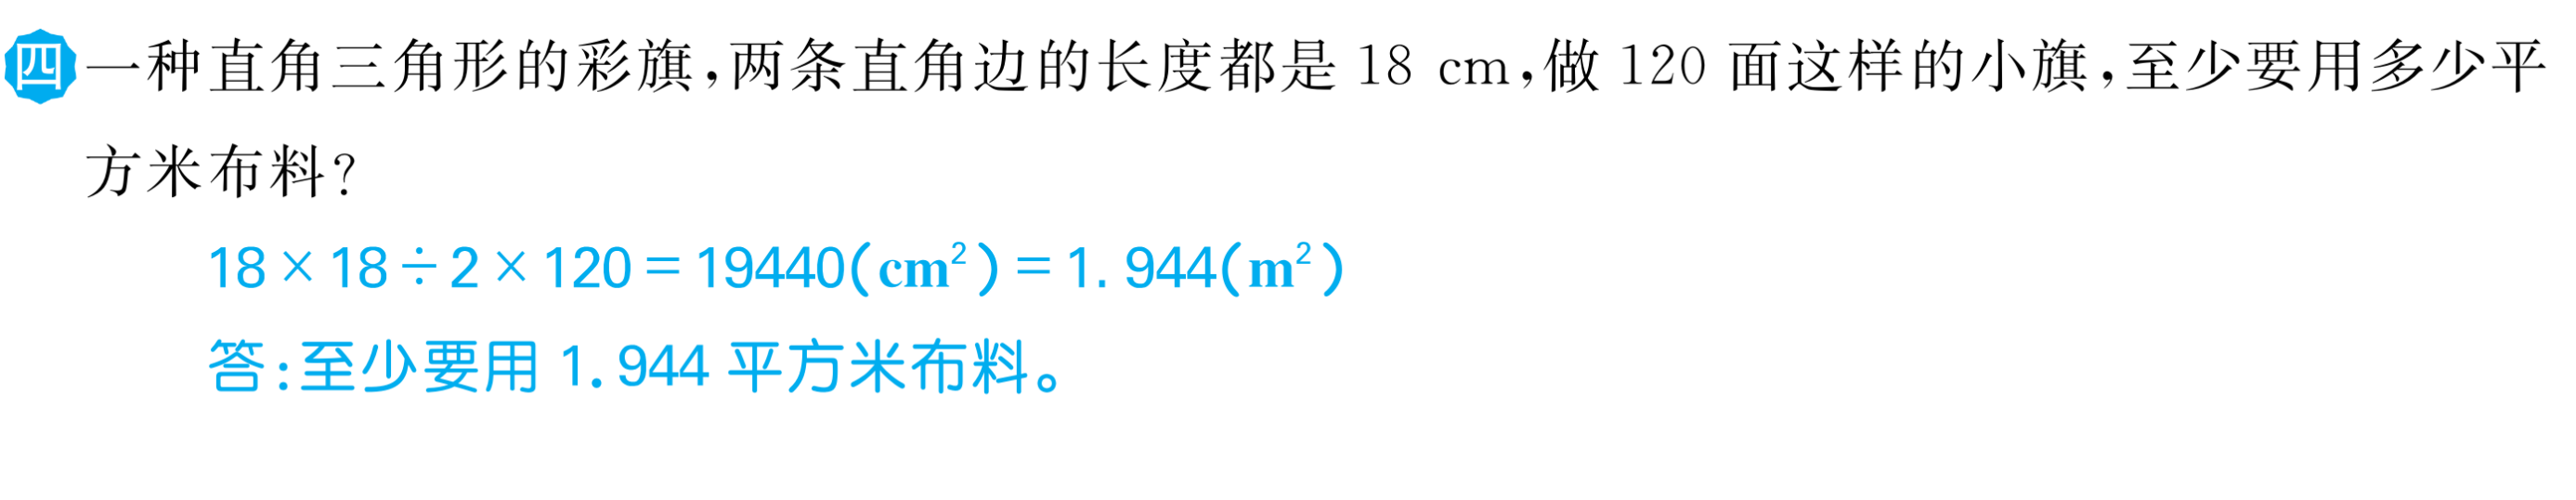 四 一种直角三角形的彩旗,两条直角边的长度都是 18 cm,做 120 面这样的小旗,至少要用多少平
方米布料?
18×18÷2×120=19440(cm²)=1.944(m²)
答:至少要用 1.944 平方米布料。